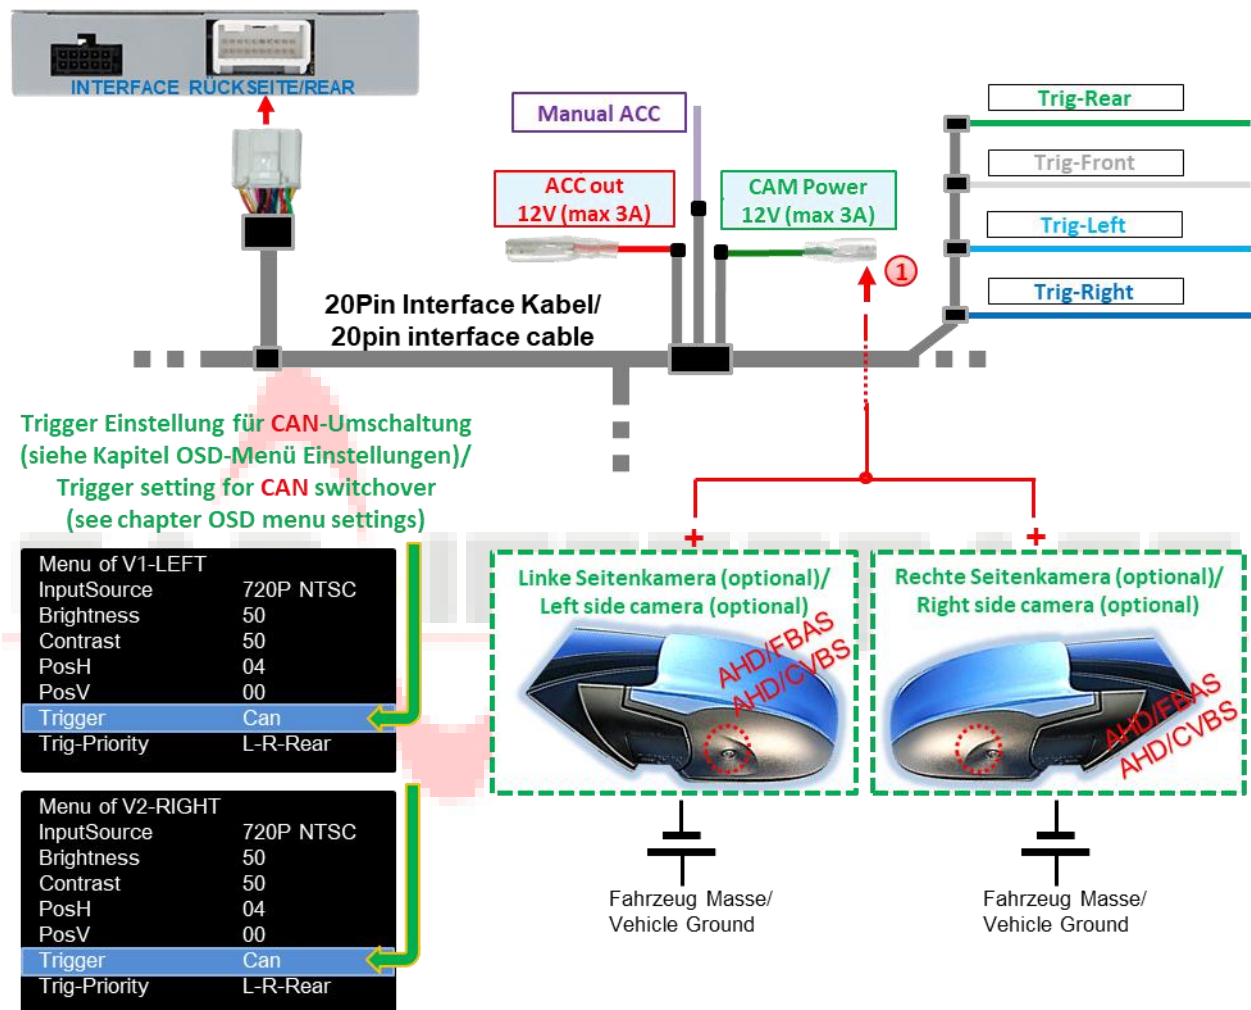 INTERFACE RÜCKSEITE/REAR
Manual ACC
ACC out
12V (max 3A)
CAM Power
12V (max 3A)
1
Trig-Rear
Trig-Front
Trig-Left
Trig-Right
20Pin Interface Kabel/
20pin interface cable
Trigger Einstellung für CAN-Umschaltung
(siehe Kapitel OSD-Menü Einstellungen)/
Trigger setting for CAN switchover
(see chapter OSD menu settings)
Menu of V1-LEFT
InputSource 720P NTSC
Brightness 50
Contrast 50
PosH 04
PosV 00
Trigger Can
Trig-Priority L-R-Rear
Menu of V2-RIGHT
InputSource 720P NTSC
Brightness 50
Contrast 50
PosH 04
PosV 00
Trigger Can
Trig-Priority L-R-Rear
+
Linke Seitenkamera (optional)/
Left side camera (optional)
AHD/FBAS
AHD/CVBS
Fahrzeug Masse/
Vehicle Ground
+
Rechte Seitenkamera (optional)/
Right side camera (optional)
AHD/FBAS
AHD/CVBS
Fahrzeug Masse/
Vehicle Ground